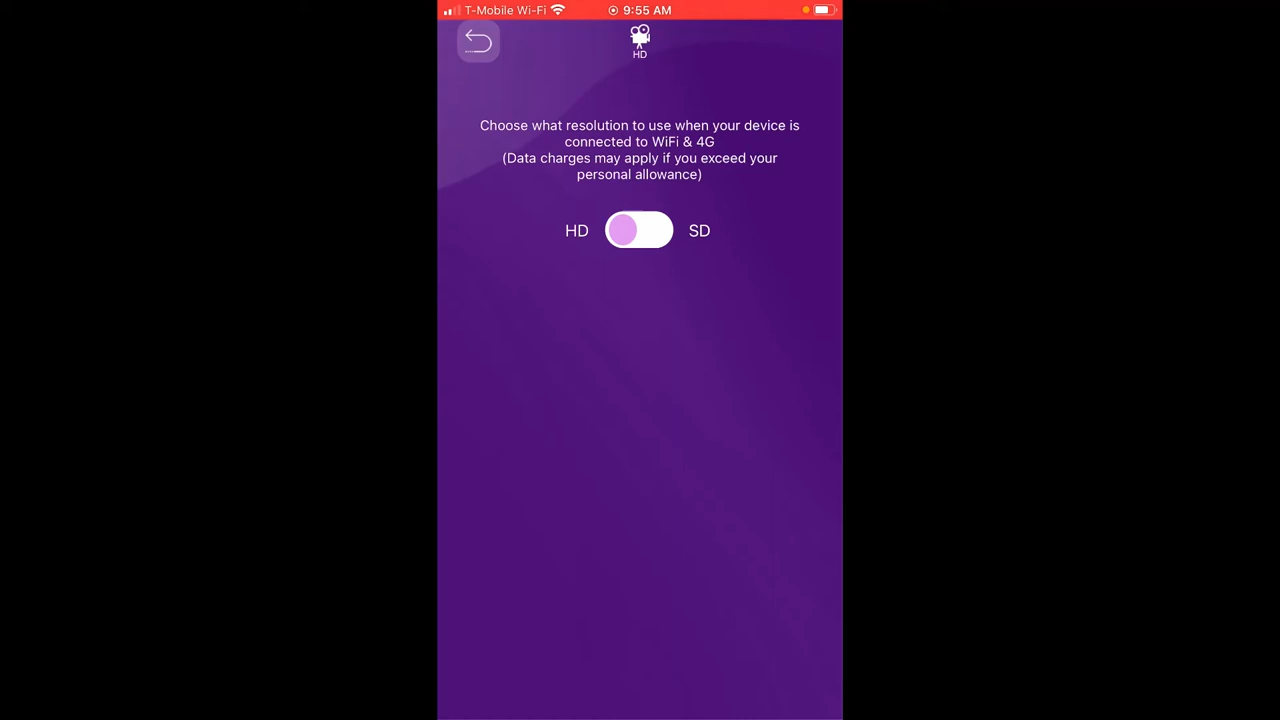 T-Mobile Wi-Fi 9:55 AM
HD
Choose what resolution to use when your device is
connected to WiFi & 4G
(Data charges may apply if you exceed your
personal allowance)
HD SD